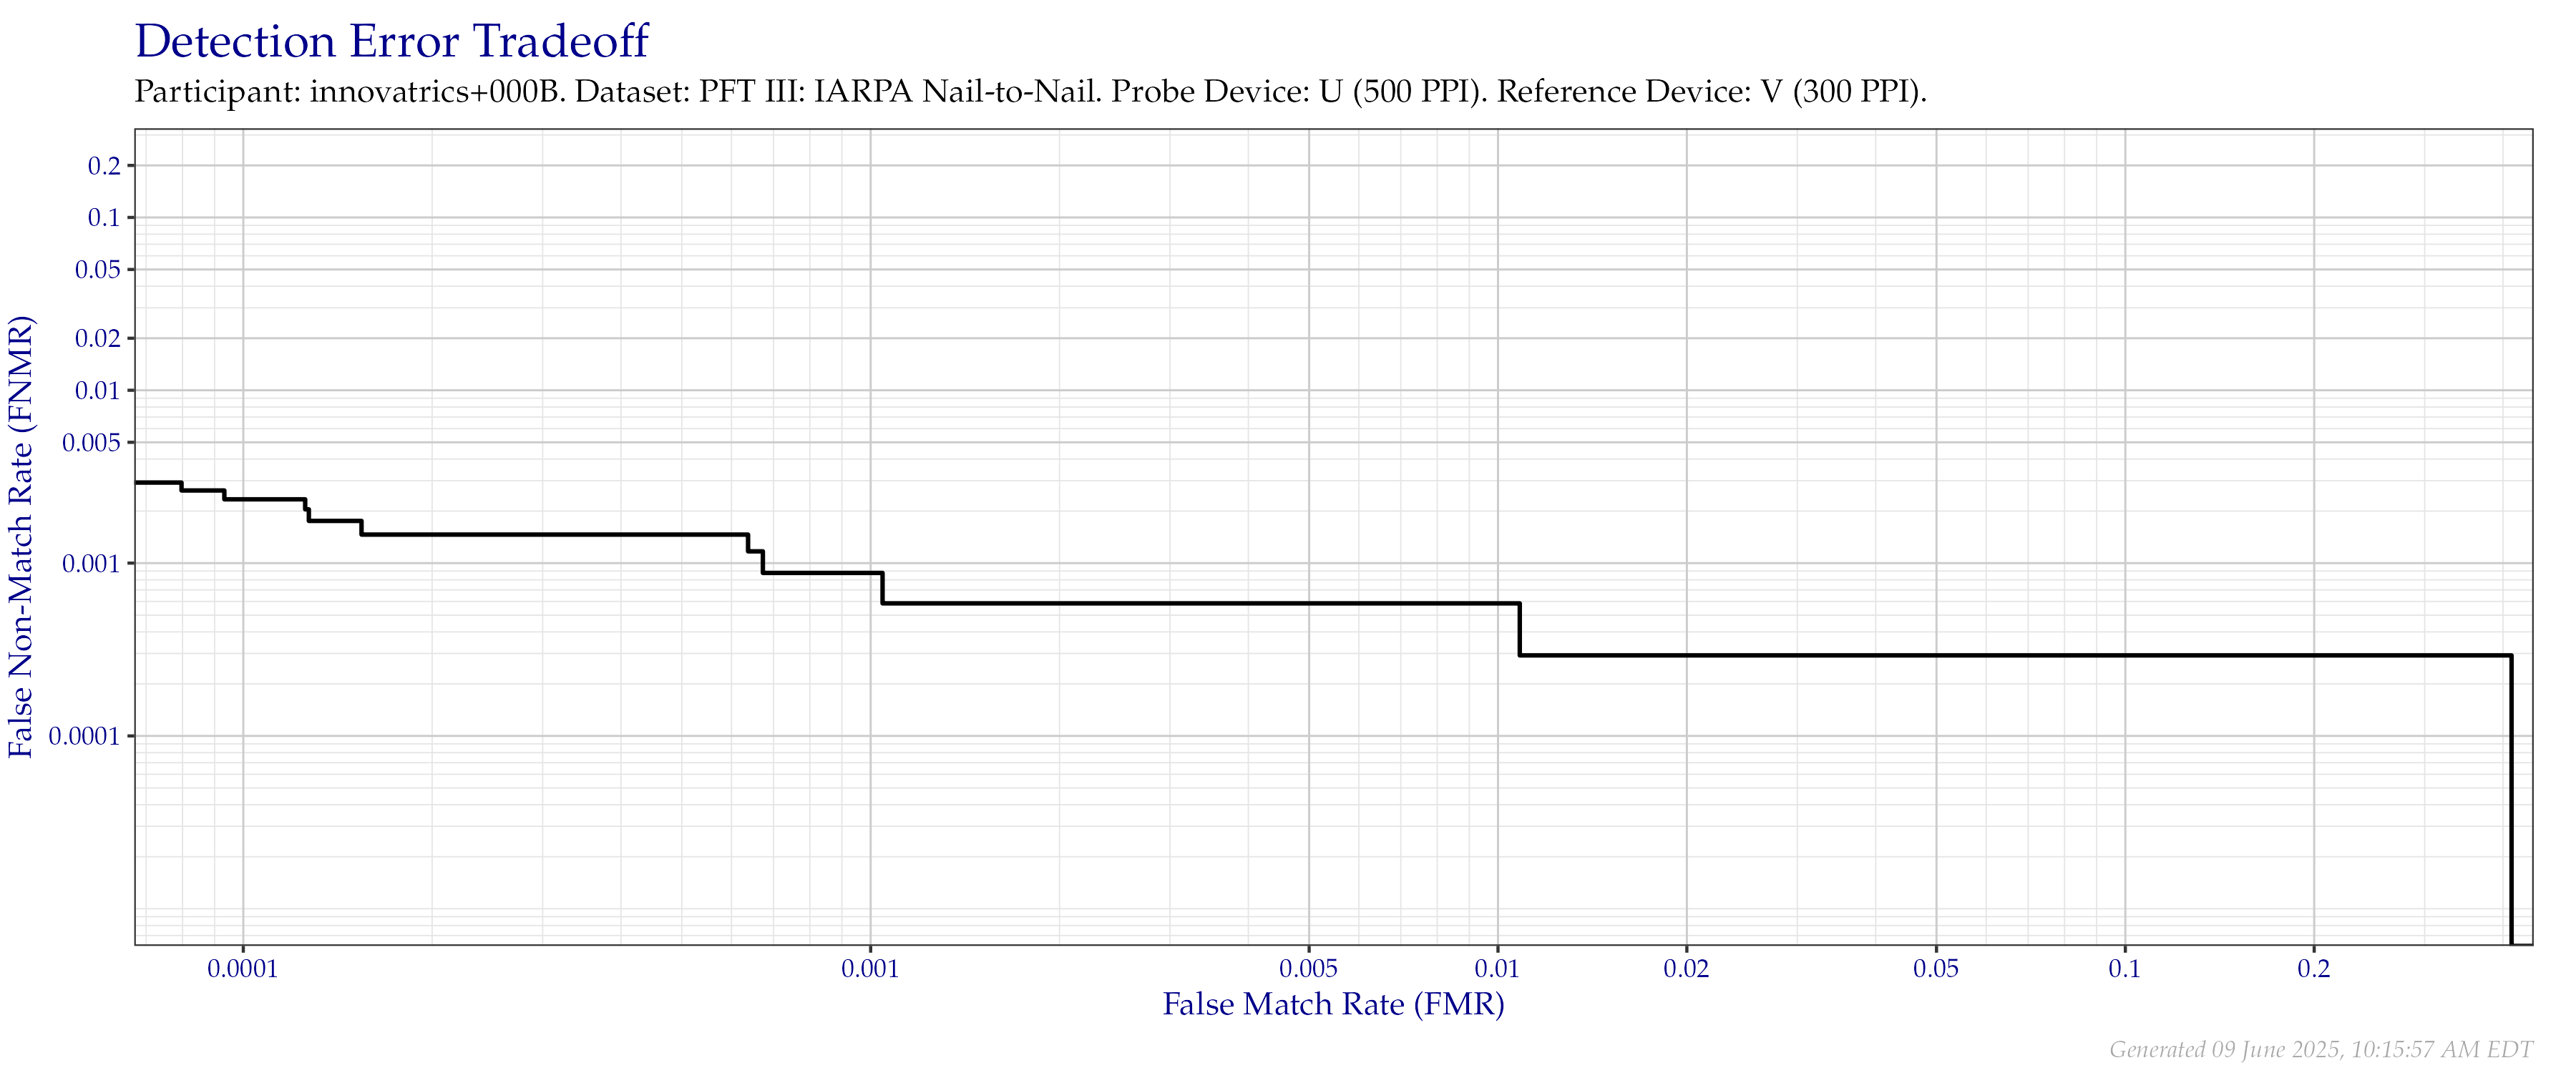 Detection Error Tradeoff
Participant: innovatrics+000B. Dataset: PFT III: IARPA Nail-to-Nail. Probe Device: U (500 PPI). Reference Device: V (300 PPI).
False Non-Match Rate (FNMR)
0.2
0.1
0.05
0.02
0.01
0.005
0.001
0.0001
0.0001 0.001 0.005 0.01 0.02 0.05 0.1 0.2
False Match Rate (FMR)
Generated 09 June 2025, 10:15:57 AM EDT